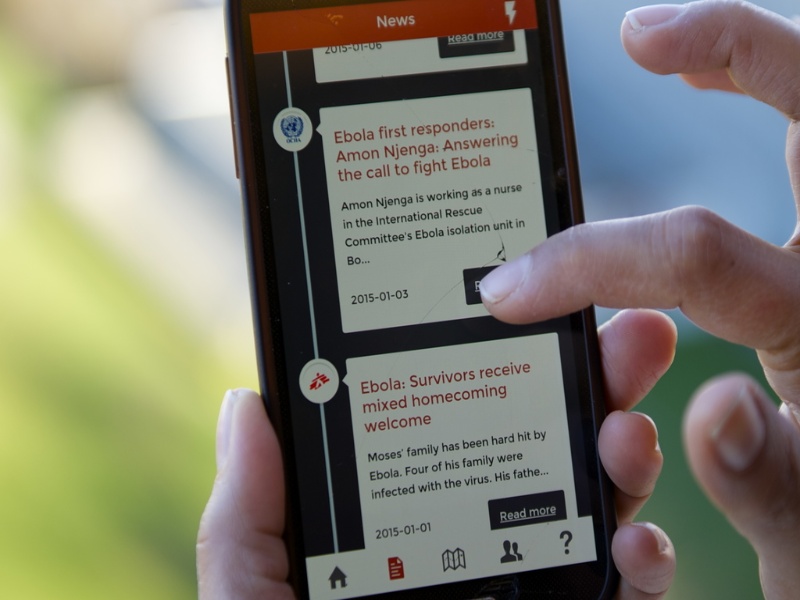 News
2015-01-06
Read more
OCHA
Ebola first responders:
Amon Njenga: Answering
the call to fight Ebola
Amon Njenga is working as a nurse
in the International Rescue
Committee's Ebola isolation unit in
Bo...
2015-01-03
Ebola: Survivors receive
mixed homecoming
welcome
Moses' family has been hard hit by
Ebola. Four of his family were
infected with the virus. His fathe...
2015-01-01
Read more
?